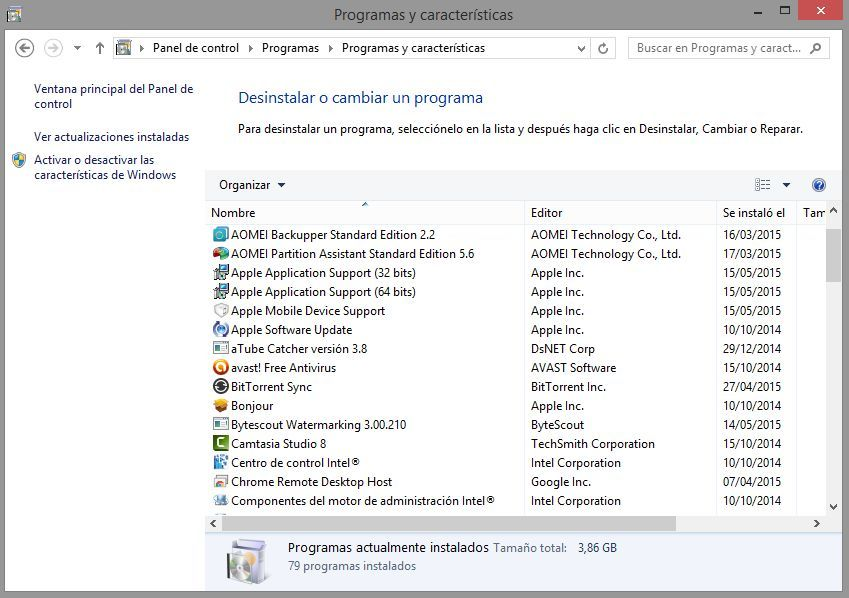 Programas y características
Panel de control Programas Programas y características
Buscar en Programas y caract...
Ventana principal del Panel de
control
Ver actualizaciones instaladas
Activar o desactivar las
características de Windows
Desinstalar o cambiar un programa
Para desinstalar un programa, selecciónelo en la lista y después haga clic en Desinstalar, Cambiar o Reparar.
Organizar
Nombre Editor Se instaló el Tam
AOMEI Backupper Standard Edition 2.2 AOMEI Technology Co., Ltd. 16/03/2015
AOMEI Partition Assistant Standard Edition 5.6 AOMEI Technology Co., Ltd. 17/03/2015
Apple Application Support (32 bits) Apple Inc. 15/05/2015
Apple Application Support (64 bits) Apple Inc. 15/05/2015
Apple Mobile Device Support Apple Inc. 15/05/2015
Apple Software Update Apple Inc. 10/10/2014
aTube Catcher versión 3.8 DsNET Corp 29/12/2014
avast! Free Antivirus AVAST Software 15/10/2014
BitTorrent Sync BitTorrent Inc. 27/04/2015
Bonjour Apple Inc. 10/10/2014
Bytescout Watermarking 3.00.210 ByteScout 14/05/2015
Camtasia Studio 8 TechSmith Corporation 15/10/2014
Centro de control Intel® Intel Corporation 10/10/2014
Chrome Remote Desktop Host Google Inc. 07/04/2015
Componentes del motor de administración Intel® Intel Corporation 10/10/2014
Programas actualmente instalados Tamaño total: 3,86 GB
79 programas instalados